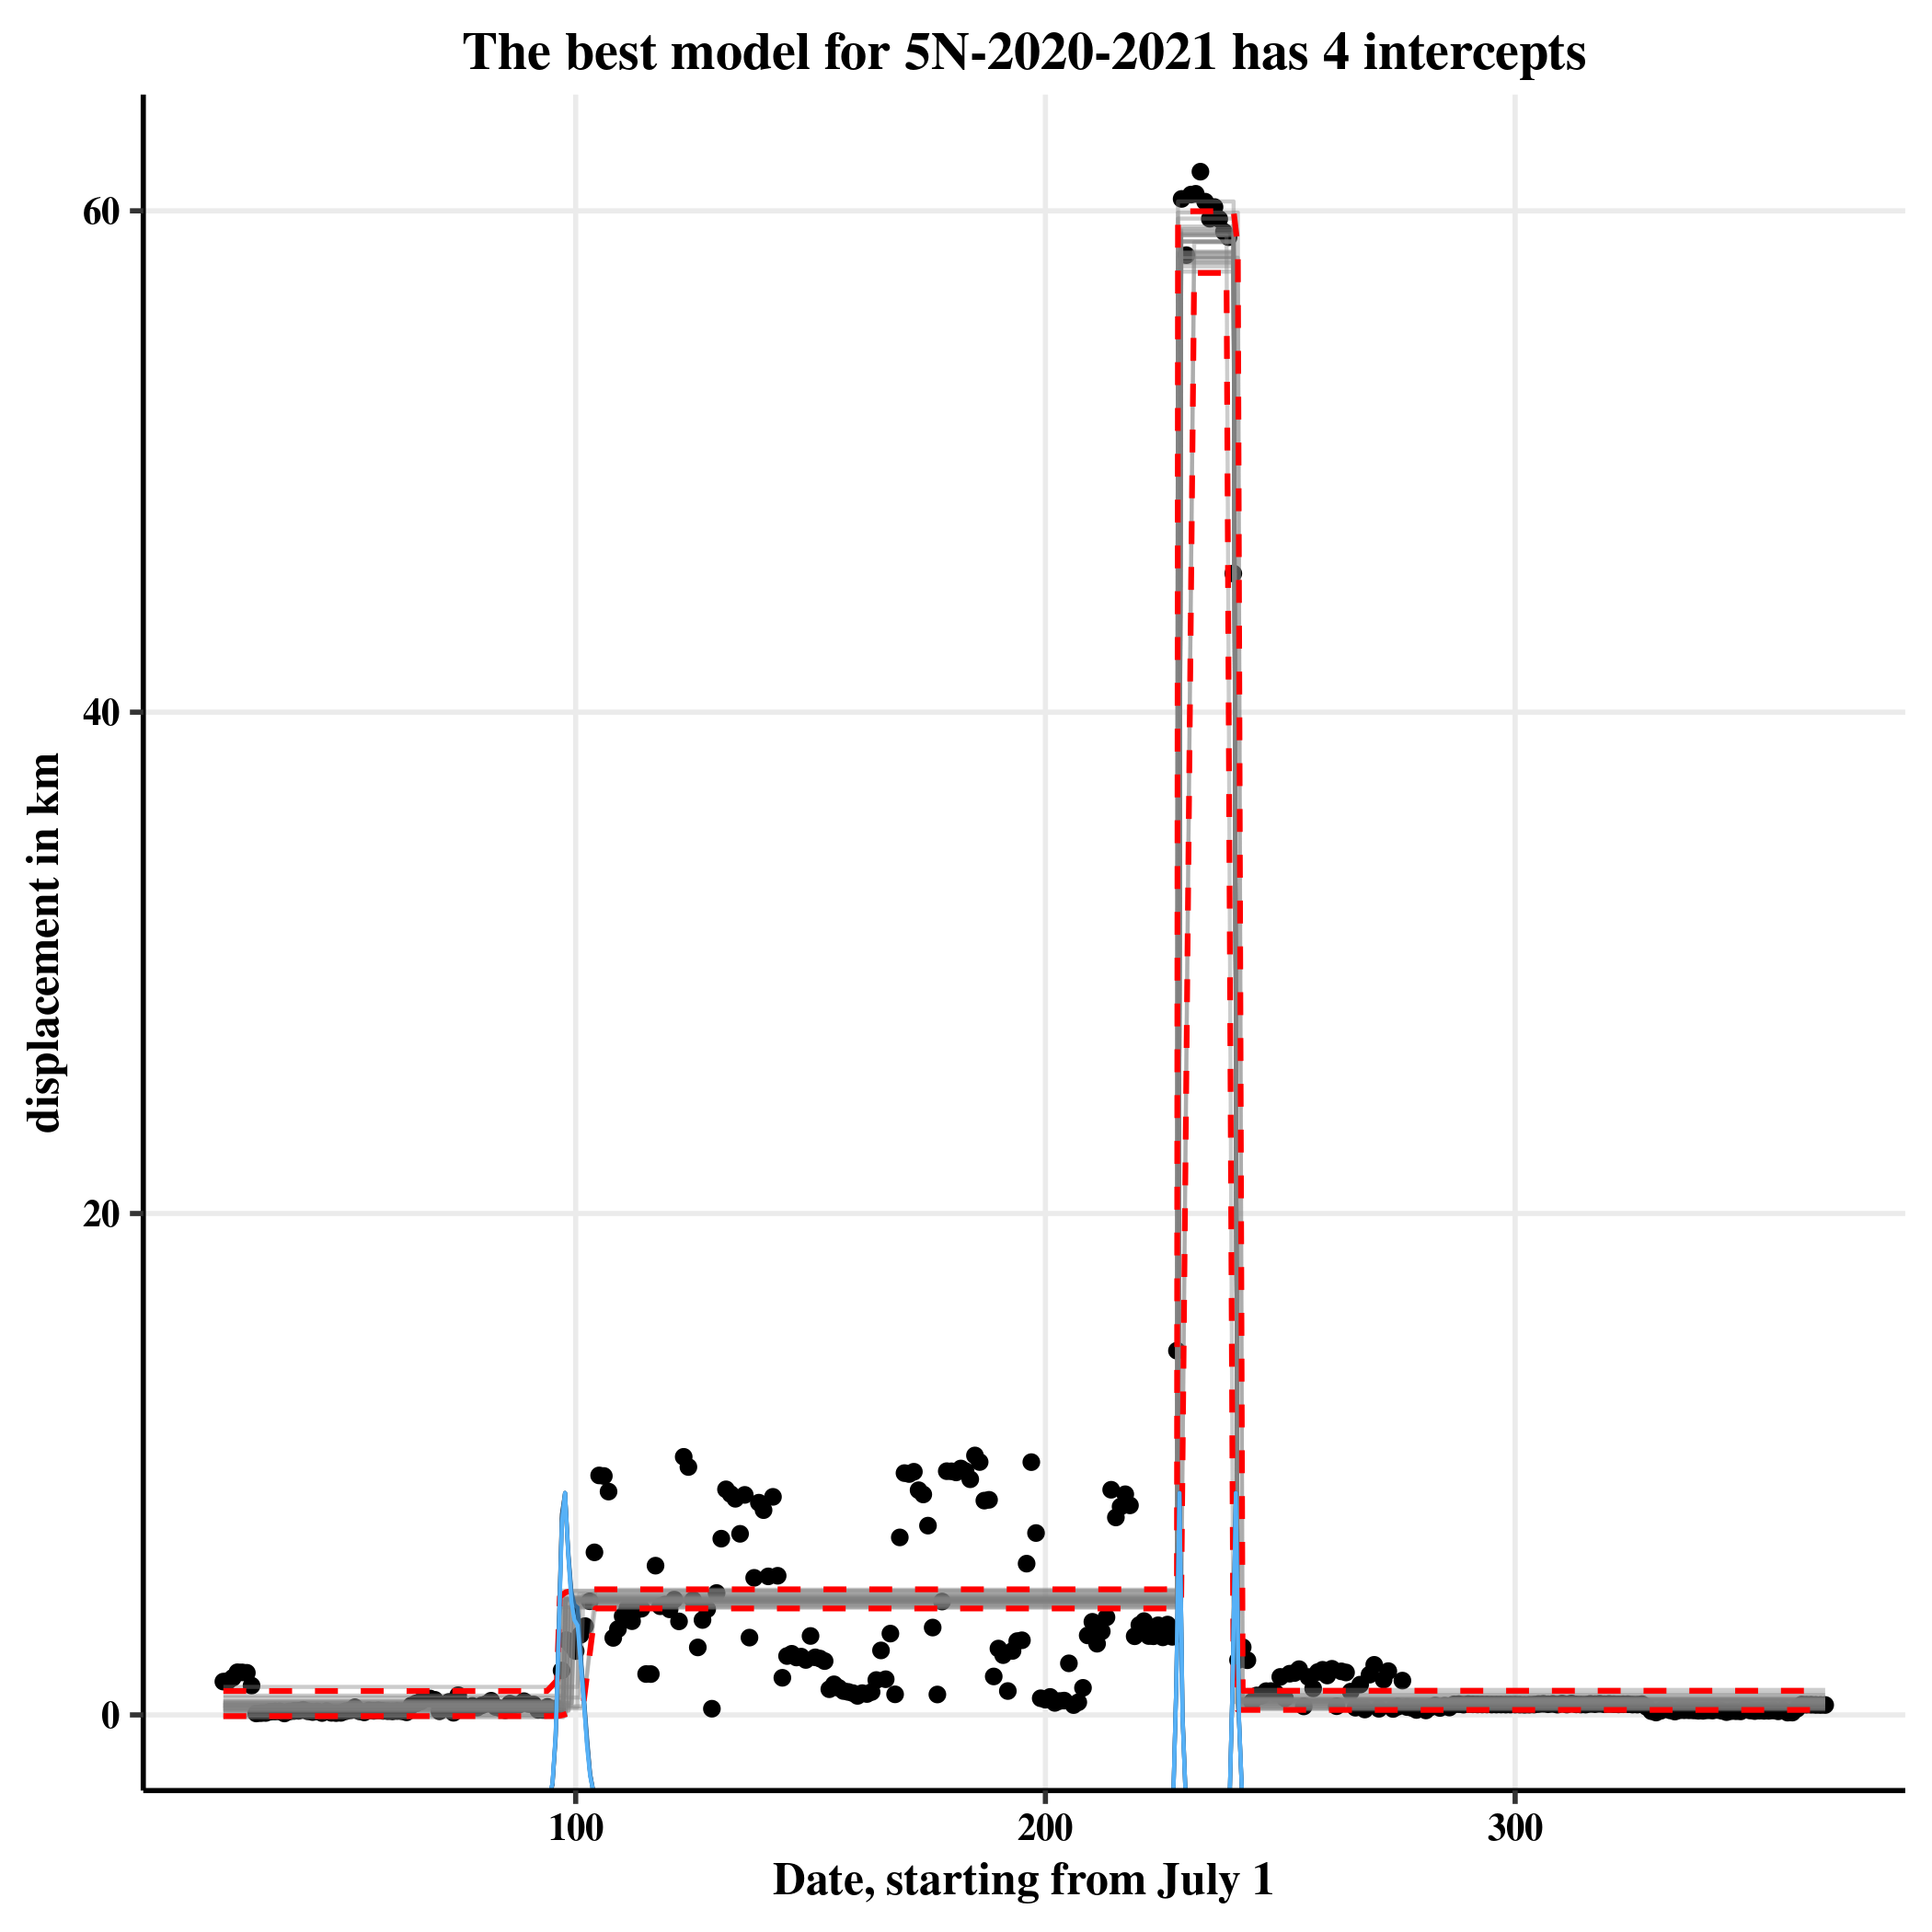 The best model for 5N-2020-2021 has 4 intercepts
60
40
20
0
displacement in km
100 200 300
Date, starting from July 1